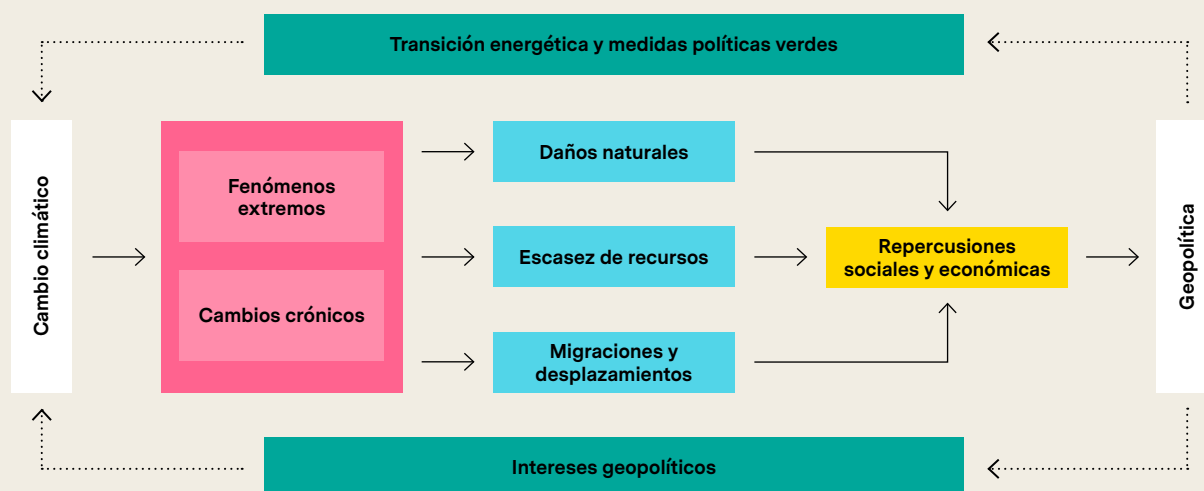 Transición energética y medidas políticas verdes
Cambio climático
Fenómenos
extremos
Cambios crónicos
Daños naturales
Escasez de recursos
Migraciones y
desplazamientos
Repercusiones
sociales y económicas
Geopolítica
Intereses geopolíticos